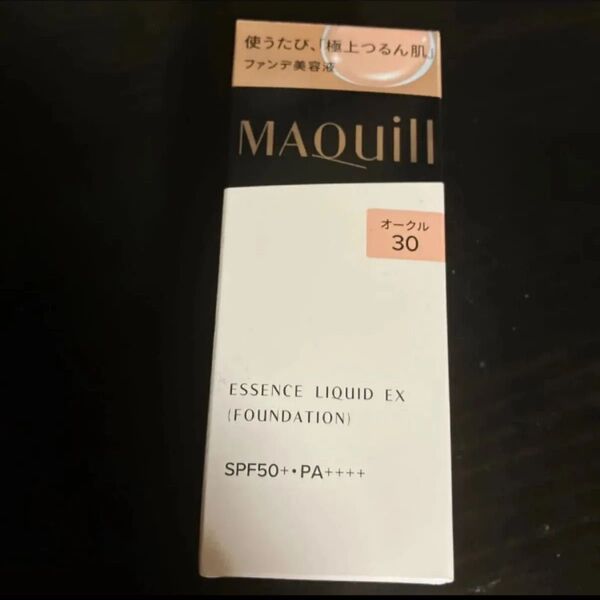 使うたび、「極上つるん肌」
ファンデ美容液
MAQuill
オークル
30
ESSENCE LIQUID EX
(FOUNDATION)
SPF50+・PA++++